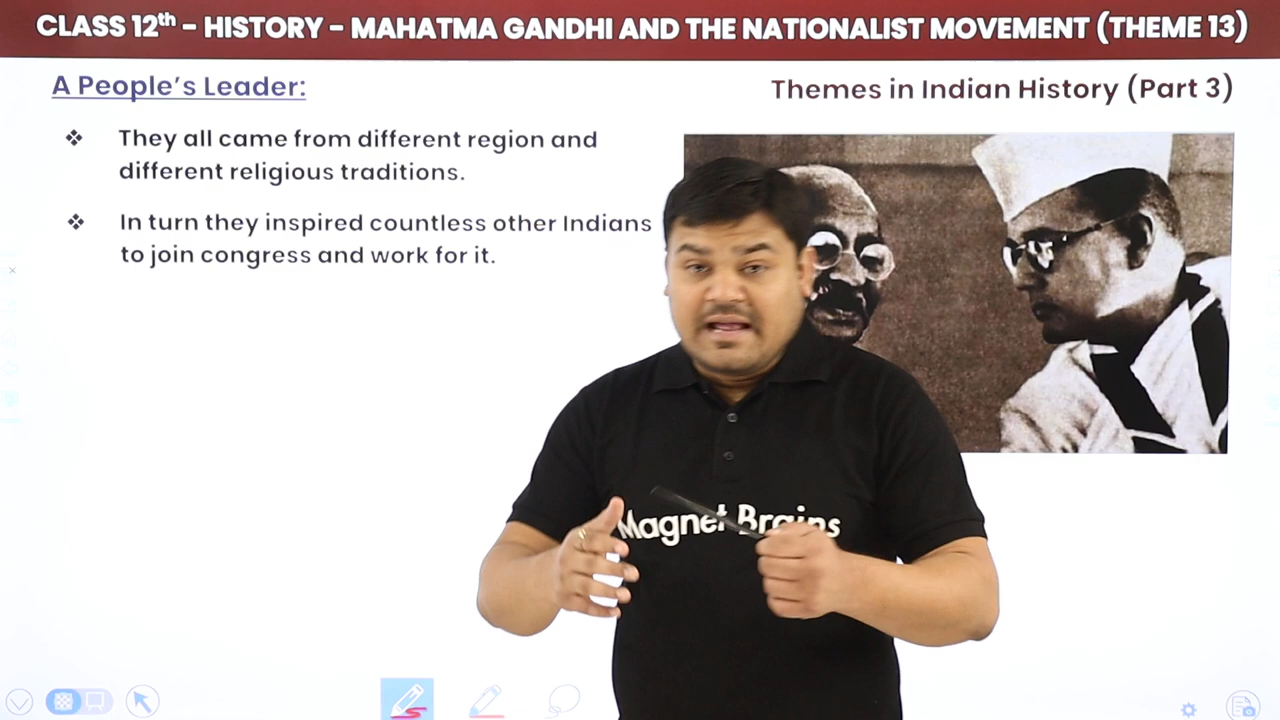 CLASS 12th – HISTORY – MAHATMA GANDHI AND THE NATIONALIST MOVEMENT (THEME 13)
A People's Leader:
Themes in Indian History (Part 3)
❖ They all came from different region and
different religious traditions.
❖ In turn they inspired countless other Indians
to join congress and work for it.
Magnet Brains